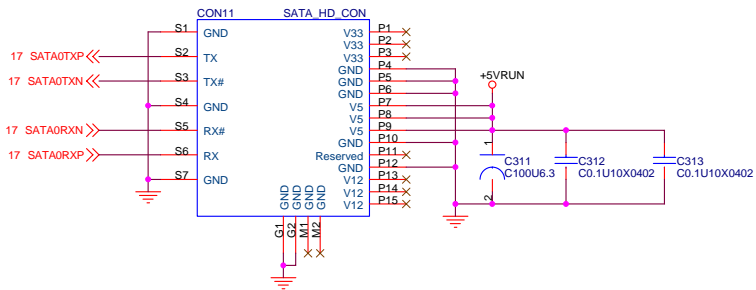 CON11 SATA_HD_CON
S1 GND V33 P1
V33 P2
17 SATA0TXP S2 TX V33 P3
GND P4
17 SATA0TXN S3 TX# GND P5
GND P6
+5VRUN
S4 GND V5 P7
V5 P8
17 SATA0RXN S5 RX# V5 P9
GND P10
17 SATA0RXP S6 RX Reserved P11
GND P12
S7 GND V12 P13
V12 P14
V12 P15
1
C311
C100U6.3
2
C312
C0.1U10X0402
C313
C0.1U10X0402
GND GND GND GND
G1 G2 M1 M2